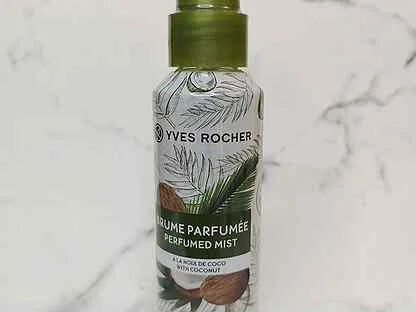 YVES ROCHER
BRUME PARFUMÉE
PERFUMED MIST
À LA NOIX DE COCO
WITH COCONUT